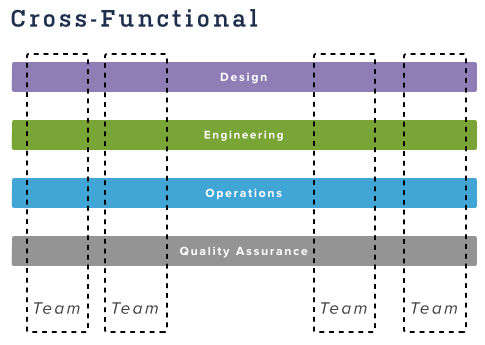 Cross-Functional
Design
Engineering
Operations
Quality Assurance
Team Team Team Team